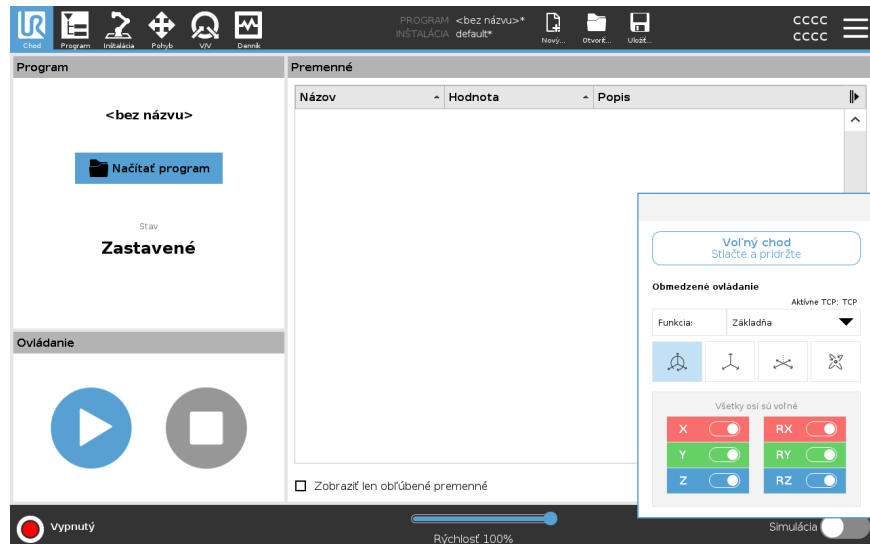 UR
Chod
Program
Inštalácia
Pohyb
V/V
Denník
PROGRAM <bez názvu>*
INŠTALÁCIA default*
Nový...
Otvoriť...
Uložiť...
CCCC
CCCC
Program
<bez názvu>
Načítať program
Stav
Zastavené
Ovládanie
Premenné
Názov
Hodnota
Popis
Zobraziť len obľúbené premenné
Voľný chod
Stlačte a pridržte
Obmedzené ovládanie
Aktívne TCP: TCP
Funkcia:
Základňa
Všetky osi sú voľné
X
RX
Y
RY
Z
RZ
Vypnutý
Rýchlosť 100%
Simulácia